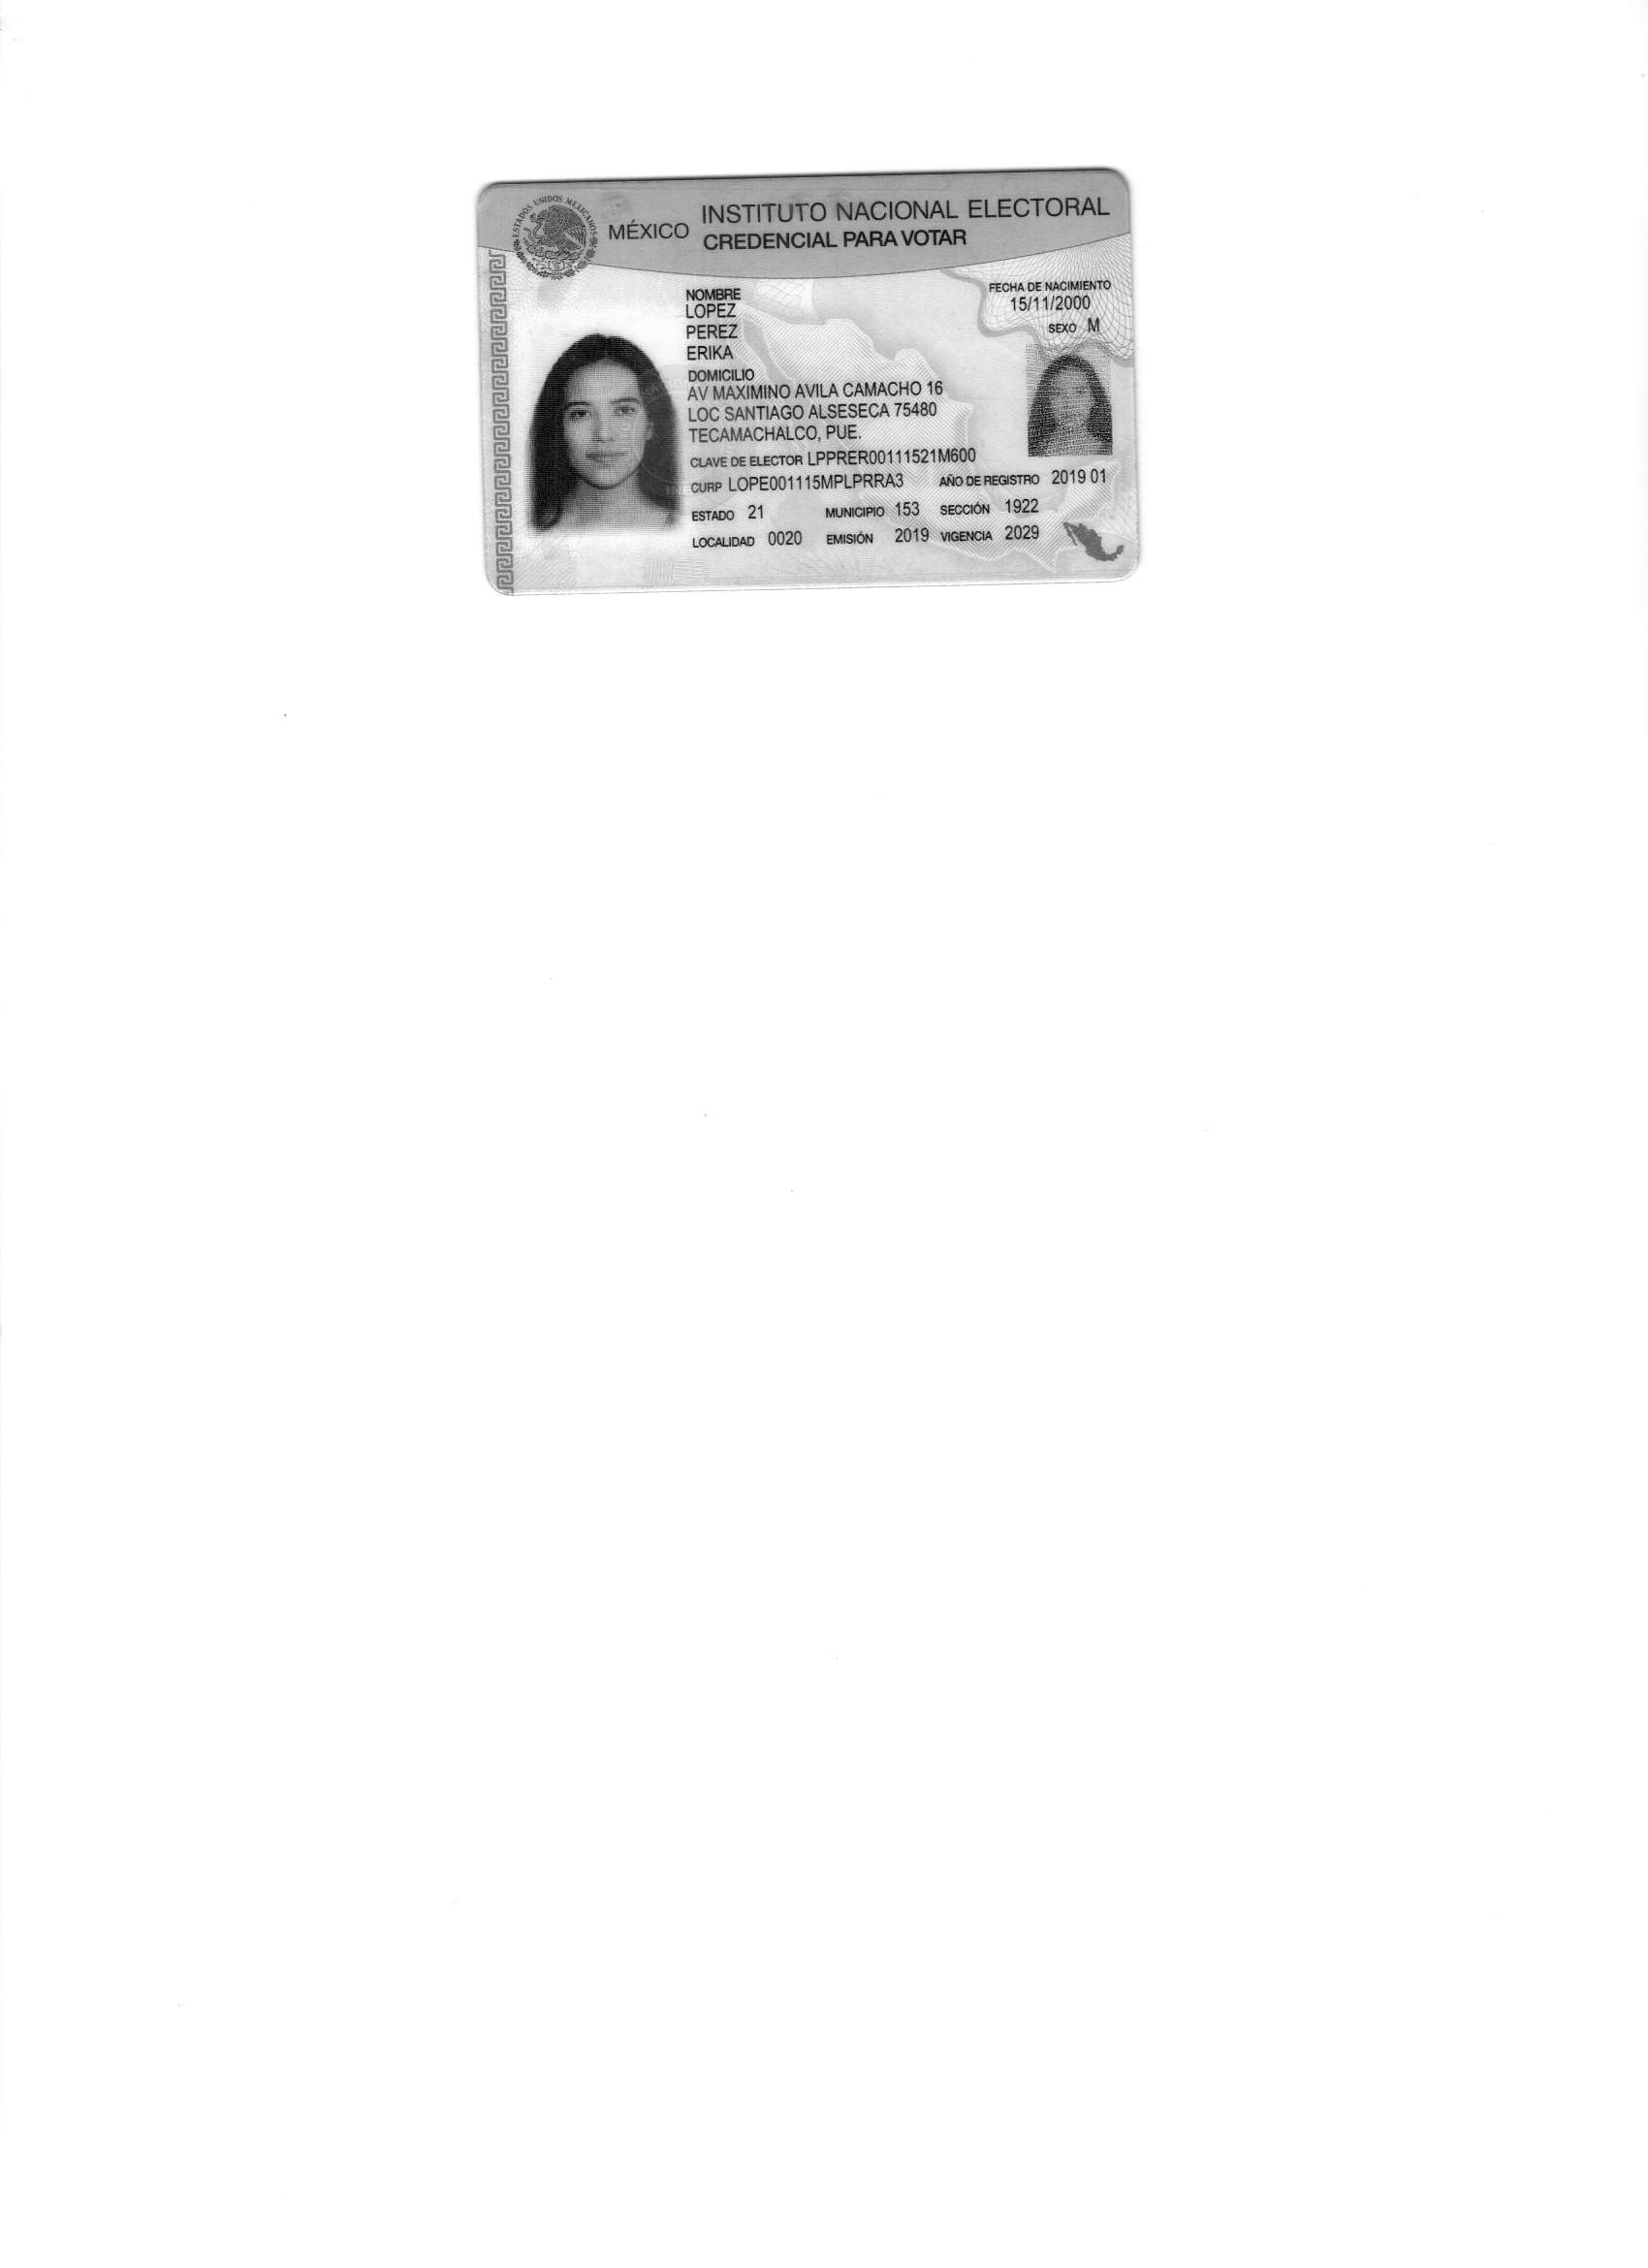 ESTADOS UNIDOS MEXICANOS
MÉXICO INSTITUTO NACIONAL ELECTORAL
CREDENCIAL PARA VOTAR
NOMBRE
LOPEZ
PEREZ
ERIKA
FECHA DE NACIMIENTO
15/11/2000
SEXO M
DOMICILIO
AV MAXIMINO AVILA CAMACHO 16
LOC SANTIAGO ALSESECA 75480
TECAMACHALCO, PUE.
CLAVE DE ELECTOR LPPRER00111521M600
CURP LOPE001115MPLPRRA3 AÑO DE REGISTRO 2019 01
ESTADO 21 MUNICIPIO 153 SECCIÓN 1922
LOCALIDAD 0020 EMISIÓN 2019 VIGENCIA 2029